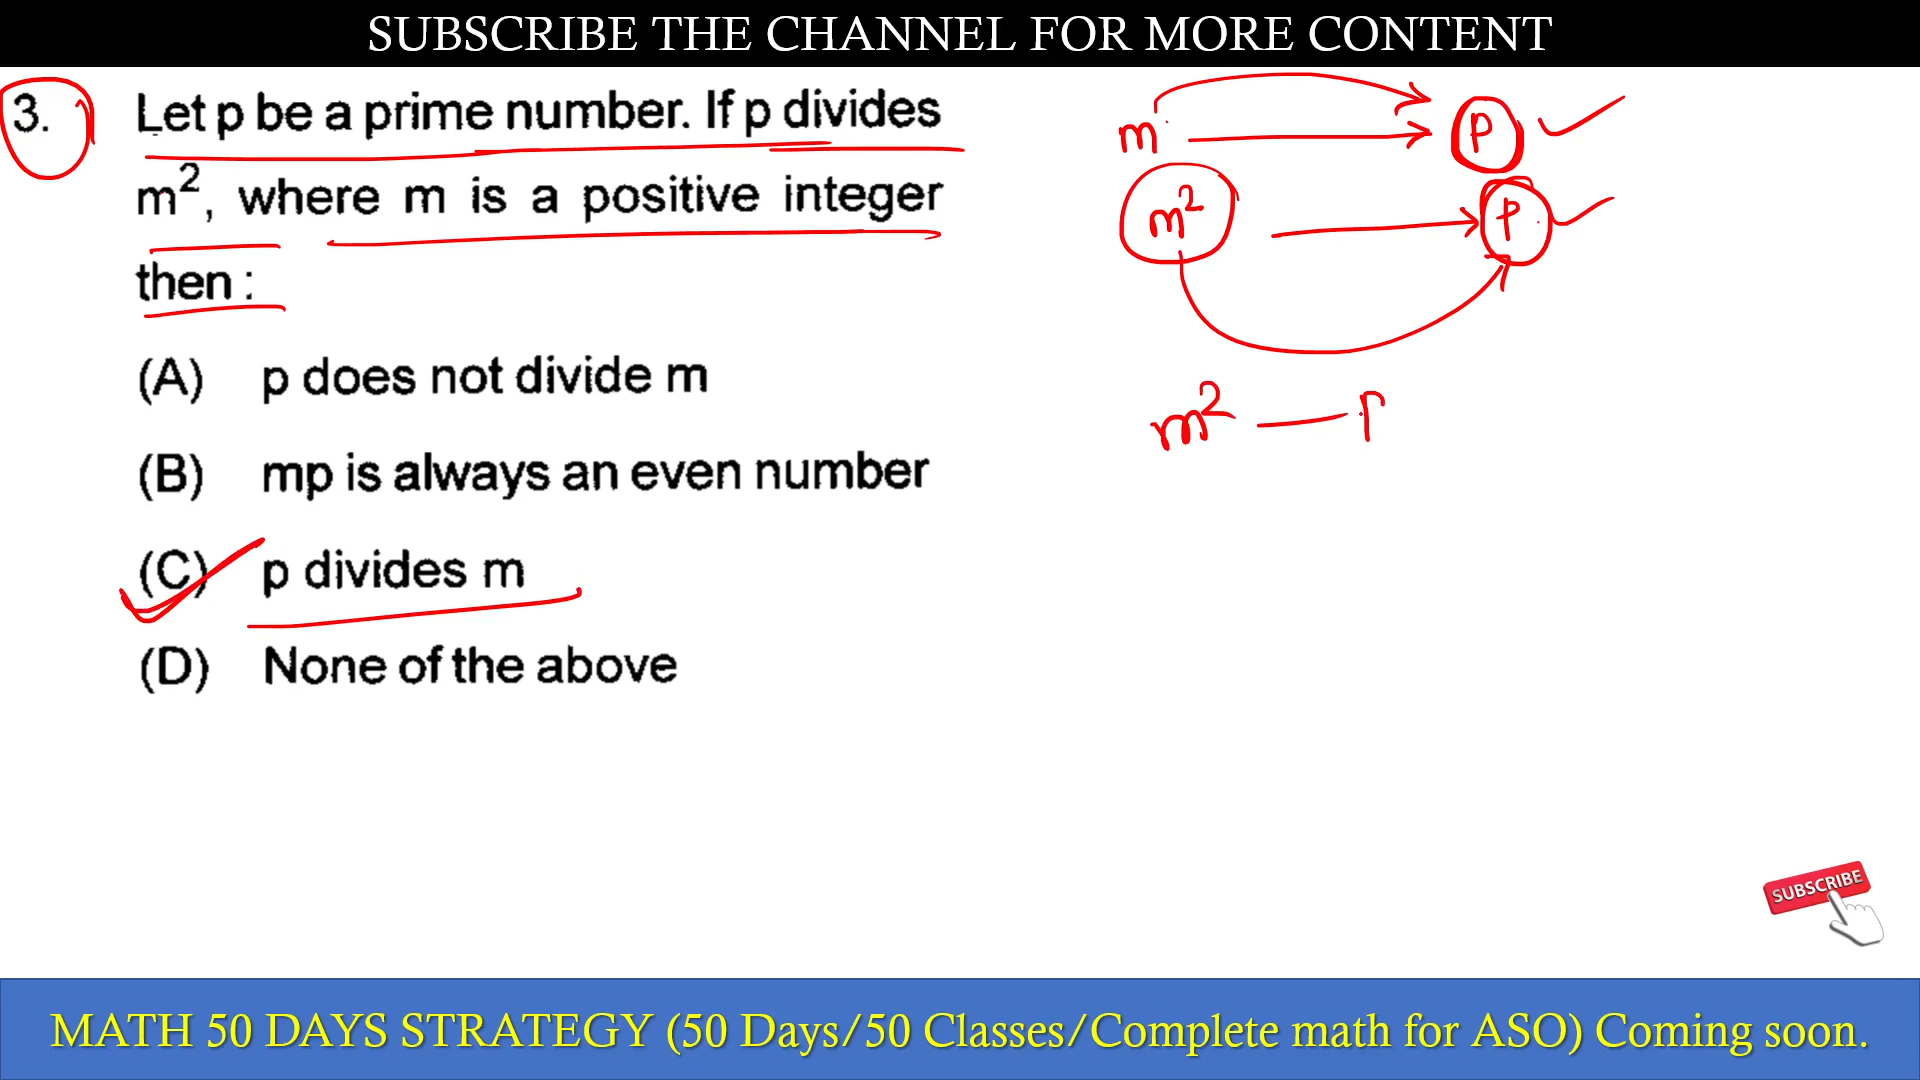 SUBSCRIBE THE CHANNEL FOR MORE CONTENT
3. Let p be a prime number. If p divides
m², where m is a positive integer
then :
(A) p does not divide m
(B) mp is always an even number
(C) p divides m
(D) None of the above
m P
m² P
m²
SUBSCRIBE
MATH 50 DAYS STRATEGY (50 Days/50 Classes/Complete math for ASO) Coming soon.